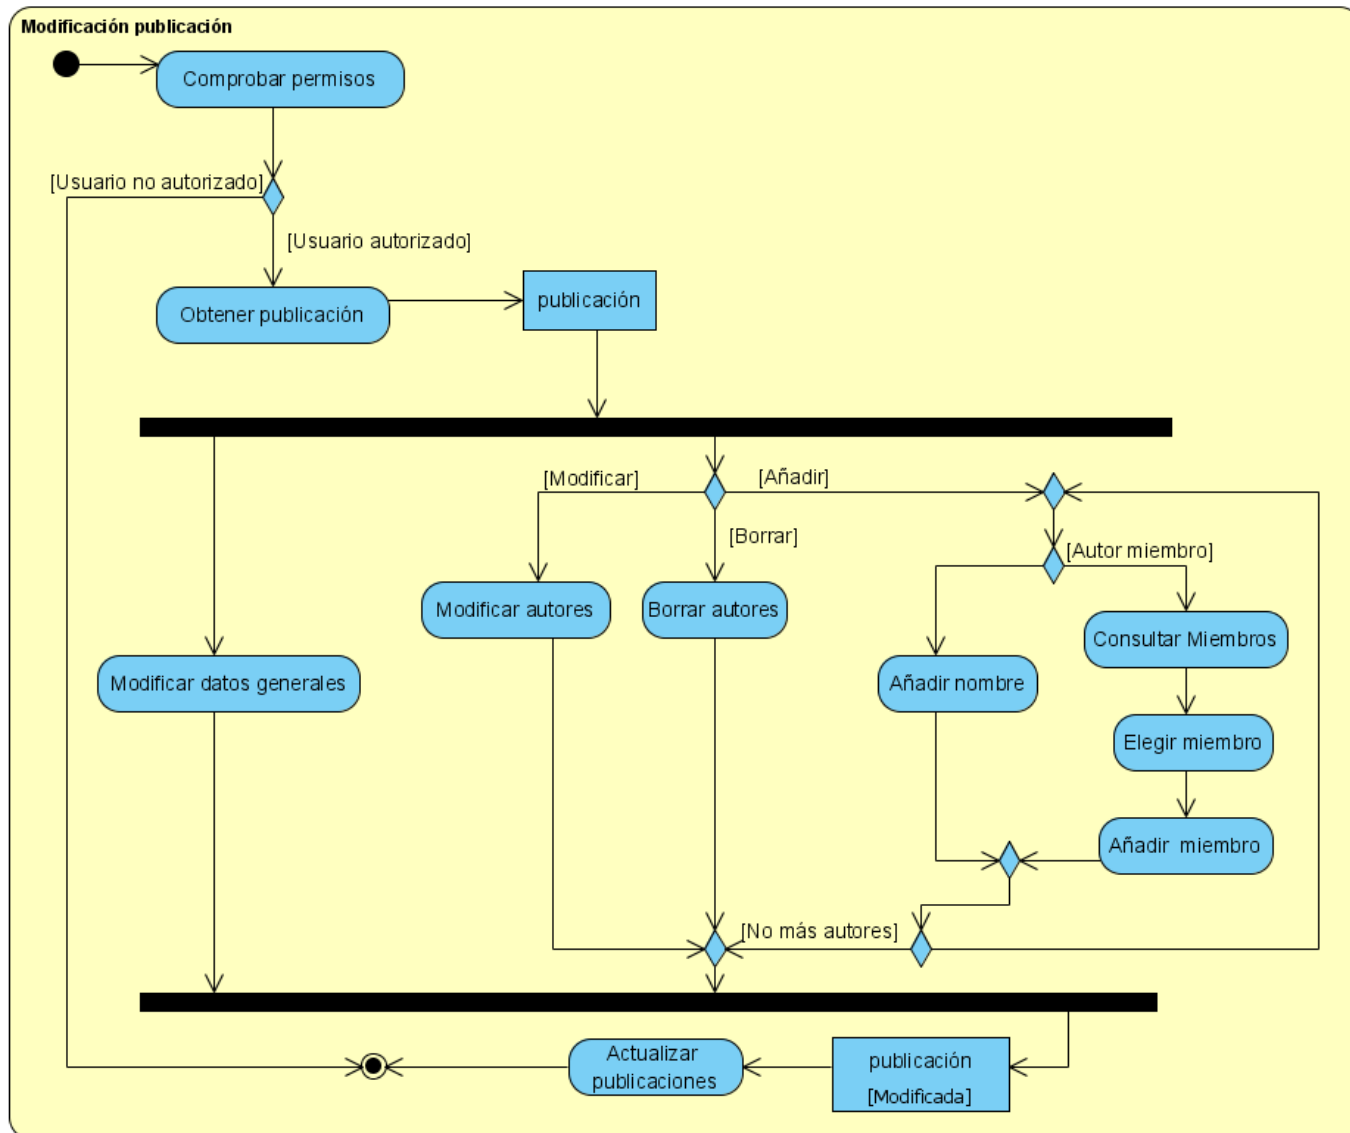 Modificación publicación
Comprobar permisos
[Usuario no autorizado]
[Usuario autorizado]
Obtener publicación
publicación
[Modificar]
[Añadir]
[Borrar]
[Autor miembro]
Modificar autores
Borrar autores
Consultar Miembros
Modificar datos generales
Añadir nombre
Elegir miembro
Añadir miembro
[No más autores]
Actualizar
publicaciones
publicación
[Modificada]